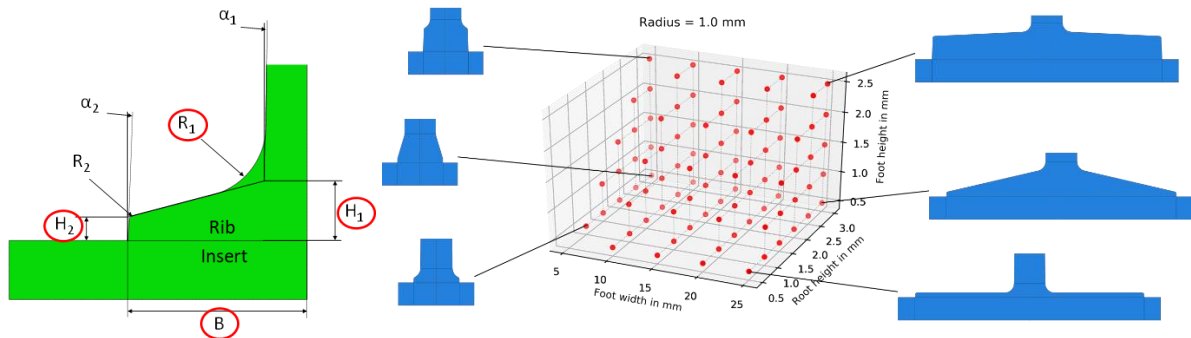 α₁
α₂
R₁
R₂
H₂
H₁
Rib
Insert
B
Radius = 1.0 mm
2.5
2.0
1.5
1.0
0.5
Foot height in mm
3.0
2.5
2.0
1.5
1.0
0.5
Root height in mm
5
10
15
20
25
Foot width in mm